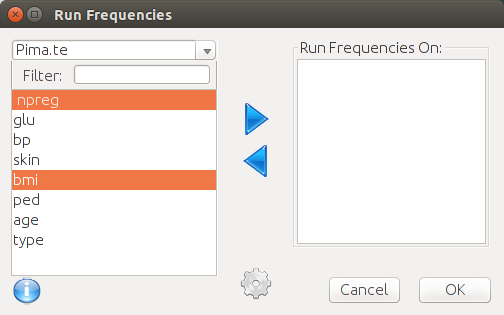 Run Frequencies
Pima.te
Run Frequencies On:
Filter:
npreg
glu
bp
skin
bmi
ped
age
type
Cancel
OK